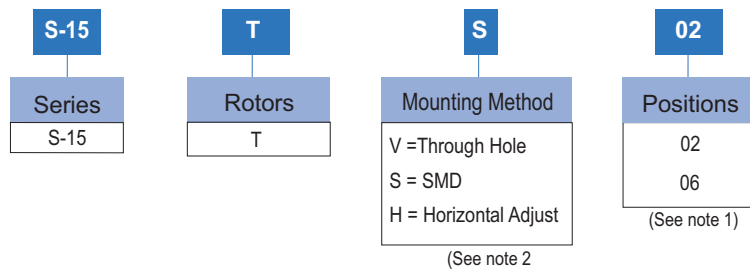 S-15 T S 02
Series Rotors Mounting Method Positions
S-15 T V =Through Hole 02
S = SMD 06
H = Horizontal Adjust
(See note 1)
(See note 2